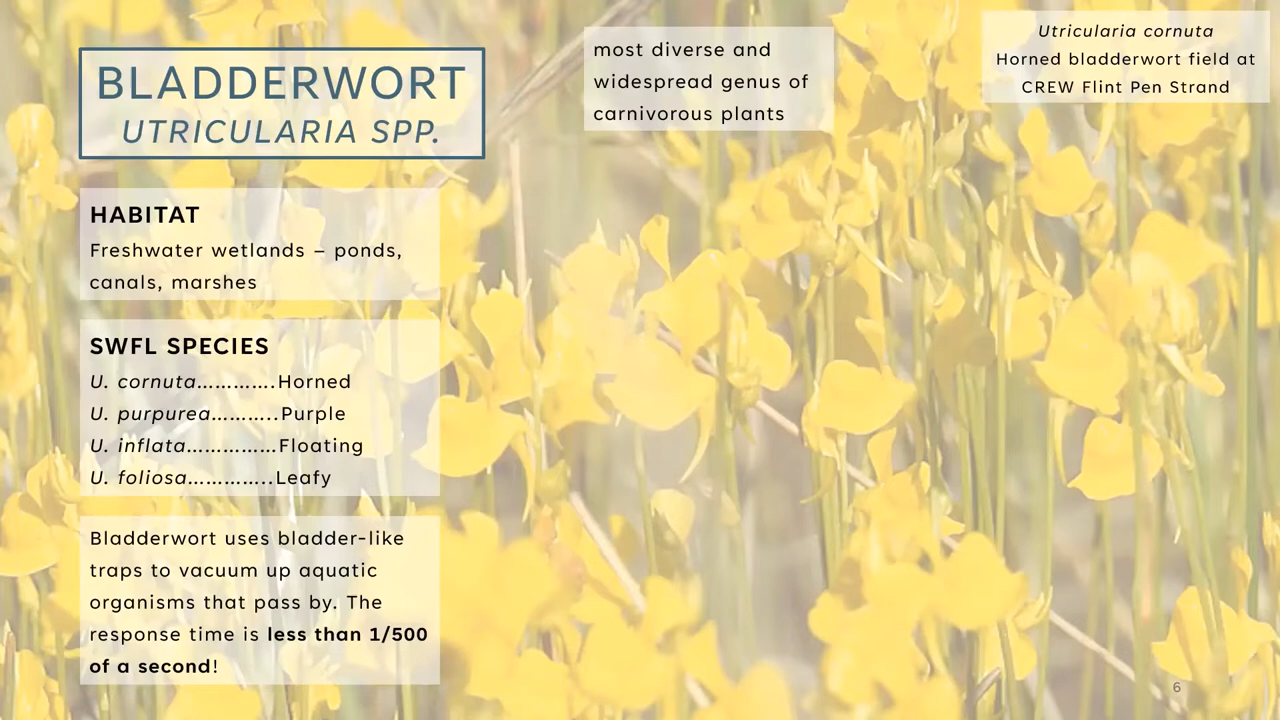 BLADDERWORT
UTRICULARIA SPP.
HABITAT
Freshwater wetlands – ponds,
canals, marshes
SWFL SPECIES
U. cornuta………….Horned
U. purpurea……….Purple
U. inflata……………Floating
U. foliosa…………..Leafy
Bladderwort uses bladder-like
traps to vacuum up aquatic
organisms that pass by. The
response time is less than 1/500
of a second!
most diverse and
widespread genus of
carnivorous plants
Utricularia cornuta
Horned bladderwort field at
CREW Flint Pen Strand
6